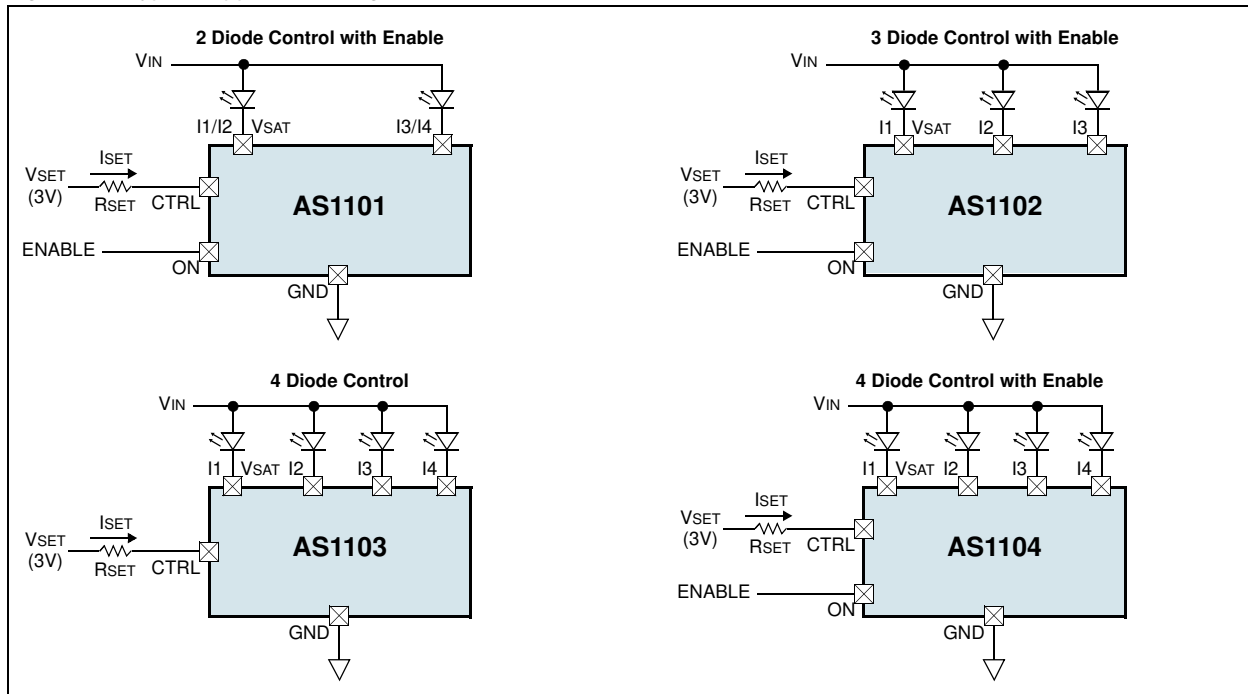 2 Diode Control with Enable
VIN
I1/I2 VSAT I3/I4
ISET
VSET
(3V)
RSET CTRL
AS1101
ENABLE
ON
GND
3 Diode Control with Enable
VIN
I1 VSAT I2 I3
ISET
VSET
(3V)
RSET CTRL
AS1102
ENABLE
ON
GND
4 Diode Control
VIN
I1 VSAT I2 I3 I4
ISET
VSET
(3V)
RSET CTRL
AS1103
GND
4 Diode Control with Enable
VIN
I1 VSAT I2 I3 I4
ISET
VSET
(3V)
RSET CTRL
AS1104
ENABLE
ON
GND